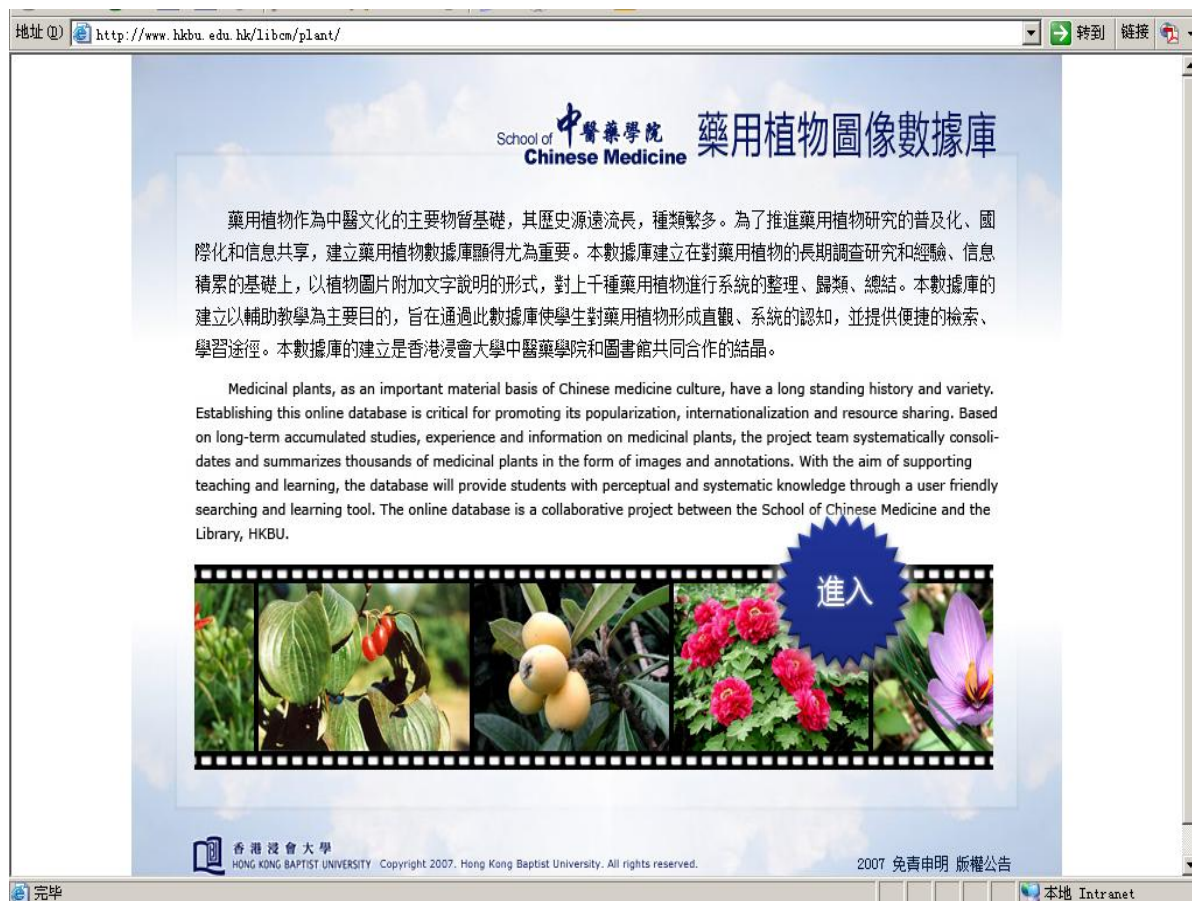 地址(D) http://www.hkbu.edu.hk/libcm/plant/ 转到 链接
School of 中醫藥學院 藥用植物圖像數據庫
Chinese Medicine
藥用植物作為中醫文化的主要物質基礎，其歷史源遠流長，種類繁多。為了推進藥用植物研究的普及化、國
際化和信息共享，建立藥用植物數據庫顯得尤為重要。本數據庫建立在對藥用植物的長期調查研究和經驗、信息
積累的基礎上，以植物圖片附加文字說明的形式，對上千種藥用植物進行系統的整理、歸類、總結。本數據庫的
建立以輔助教學為主要目的，旨在通過此數據庫使學生對藥用植物形成直觀、系統的認知，並提供便捷的檢索、
學習途徑。本數據庫的建立是香港浸會大學中醫藥學院和圖書館共同合作的結晶。
Medicinal plants, as an important material basis of Chinese medicine culture, have a long standing history and variety.
Establishing this online database is critical for promoting its popularization, internationalization and resource sharing. Based
on long-term accumulated studies, experience and information on medicinal plants, the project team systematically consoli-
dates and summarizes thousands of medicinal plants in the form of images and annotations. With the aim of supporting
teaching and learning, the database will provide students with perceptual and systematic knowledge through a user friendly
searching and learning tool. The online database is a collaborative project between the School of Chinese Medicine and the
Library, HKBU.
進入
香港浸會大學
HONG KONG BAPTIST UNIVERSITY Copyright 2007. Hong Kong Baptist University. All rights reserved. 2007 免責申明 版權公告
完毕 本地 Intranet